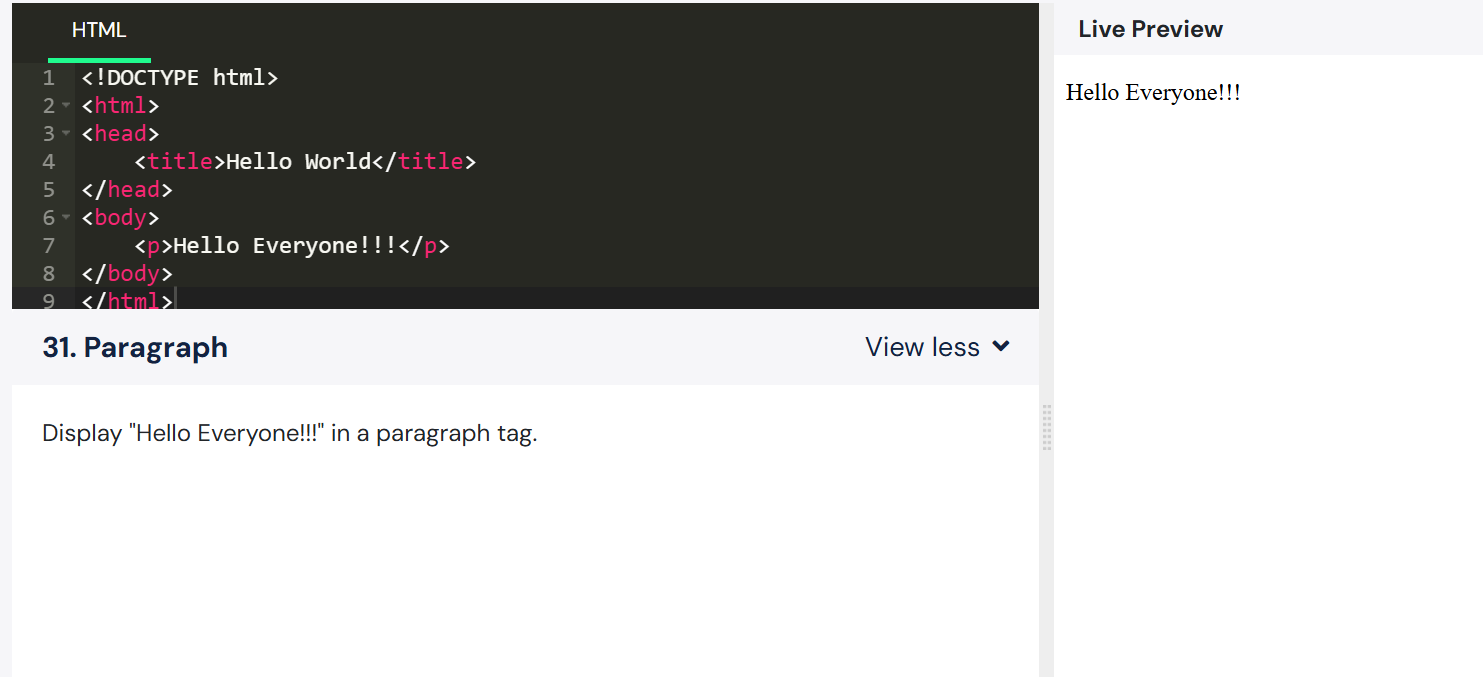 HTML
1 <!DOCTYPE html>
2 <html>
3 <head>
4     <title>Hello World</title>
5 </head>
6 <body>
7     <p>Hello Everyone!!!</p>
8 </body>
9 </html>
31. Paragraph
View less
Display "Hello Everyone!!!" in a paragraph tag.
Live Preview
Hello Everyone!!!